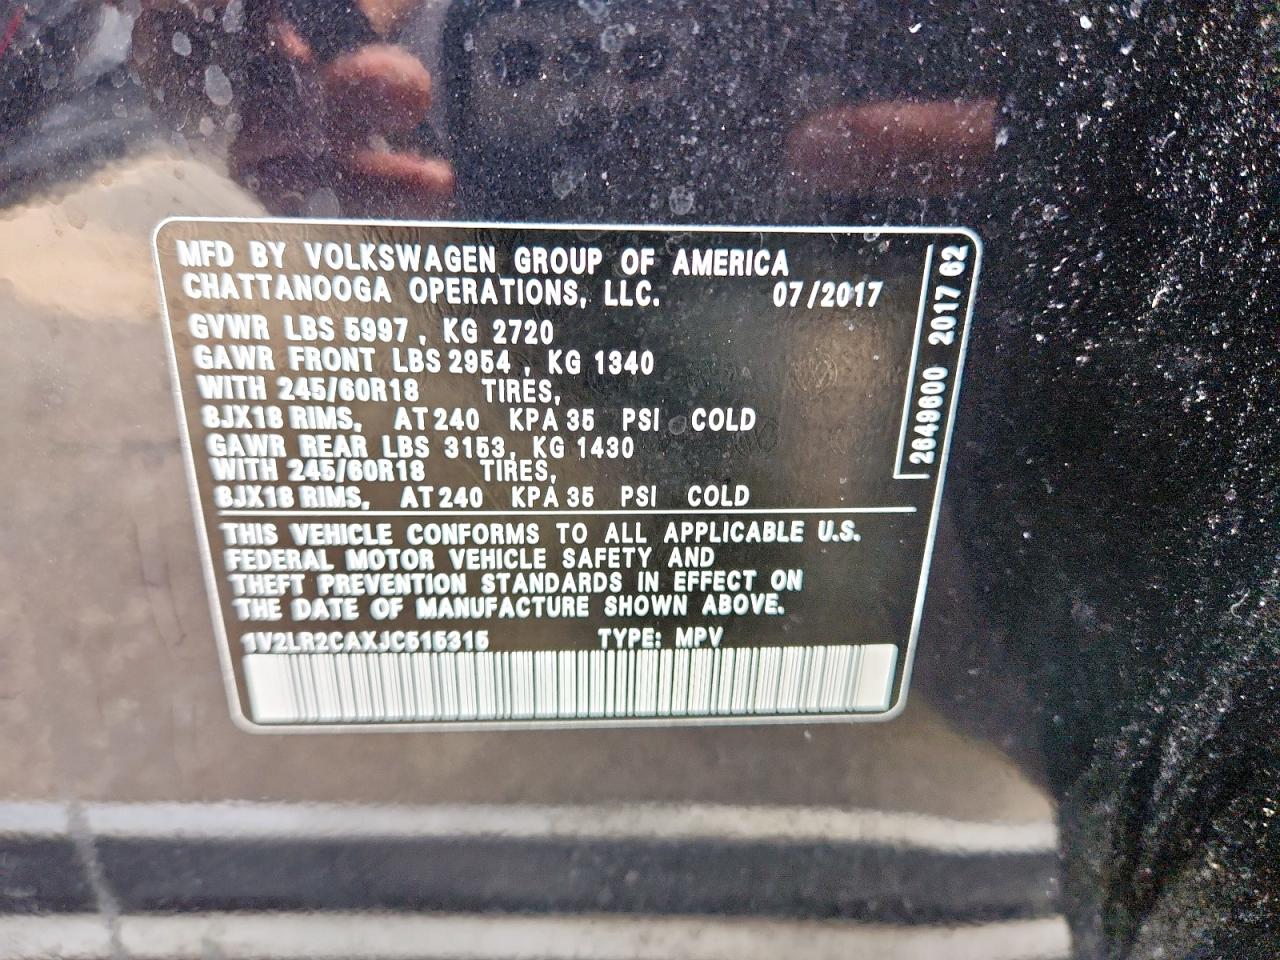 MFD BY VOLKSWAGEN GROUP OF AMERICA
CHATTANOOGA OPERATIONS, LLC. 07/2017
GVWR LBS 5997, KG 2720
GAWR FRONT LBS 2954, KG 1340
WITH 245/60R18 TIRES,
8JX18 RIMS, AT 240 KPA 35 PSI COLD
GAWR REAR LBS 3153, KG 1430
WITH 245/60R18 TIRES,
8JX18 RIMS, AT 240 KPA 35 PSI COLD
THIS VEHICLE CONFORMS TO ALL APPLICABLE U.S.
FEDERAL MOTOR VEHICLE SAFETY AND
THEFT PREVENTION STANDARDS IN EFFECT ON
THE DATE OF MANUFACTURE SHOWN ABOVE.
1V2LR2CAXJC515315 TYPE: MPV
2849600 2017 62